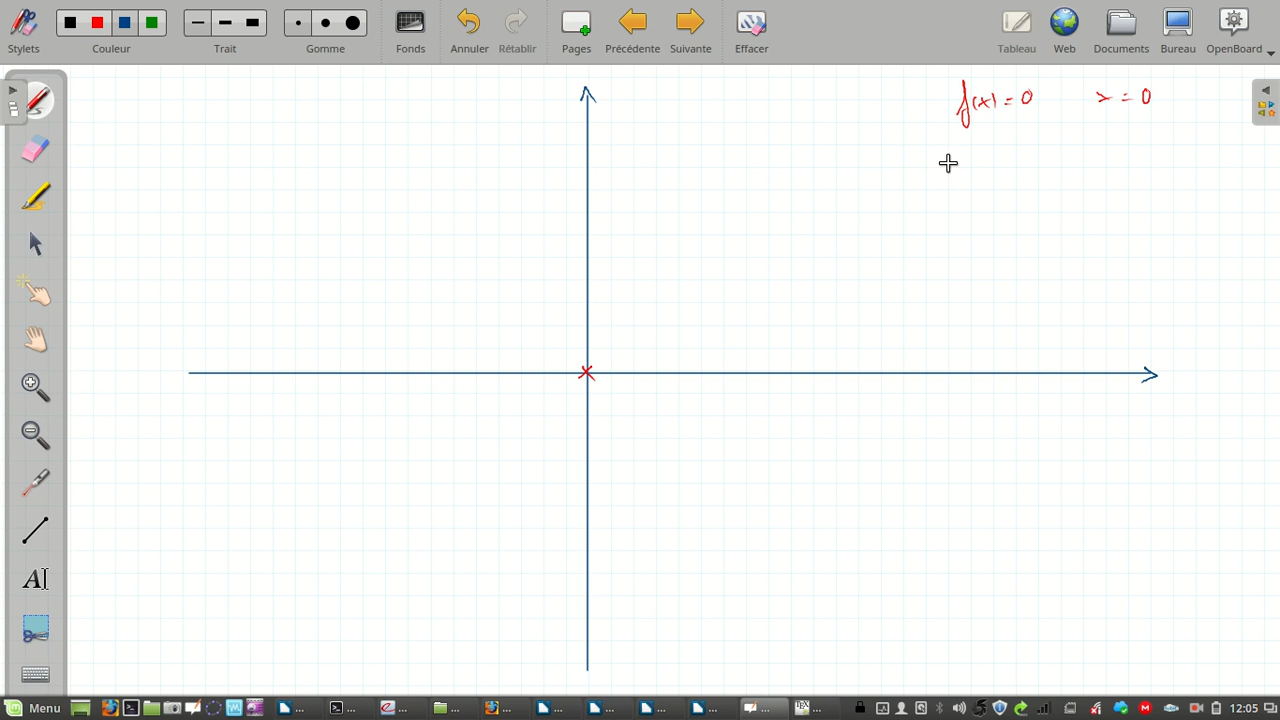 Stylets Couleur Trait Gomme Fonds Annuler Rétablir Pages Précédente Suivante Effacer Tableau Web Documents Bureau OpenBoard
f(x) = 0 x = 0
Menu 12:05